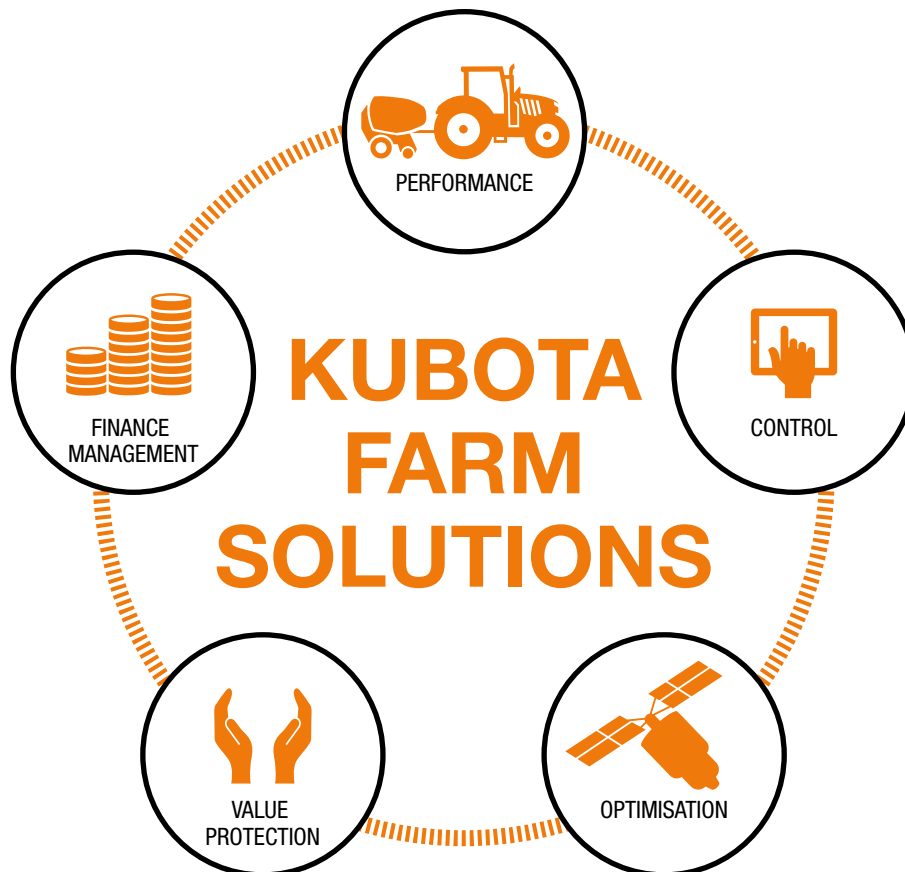 PERFORMANCE
FINANCE
MANAGEMENT
KUBOTA
FARM
SOLUTIONS
CONTROL
VALUE
PROTECTION
OPTIMISATION